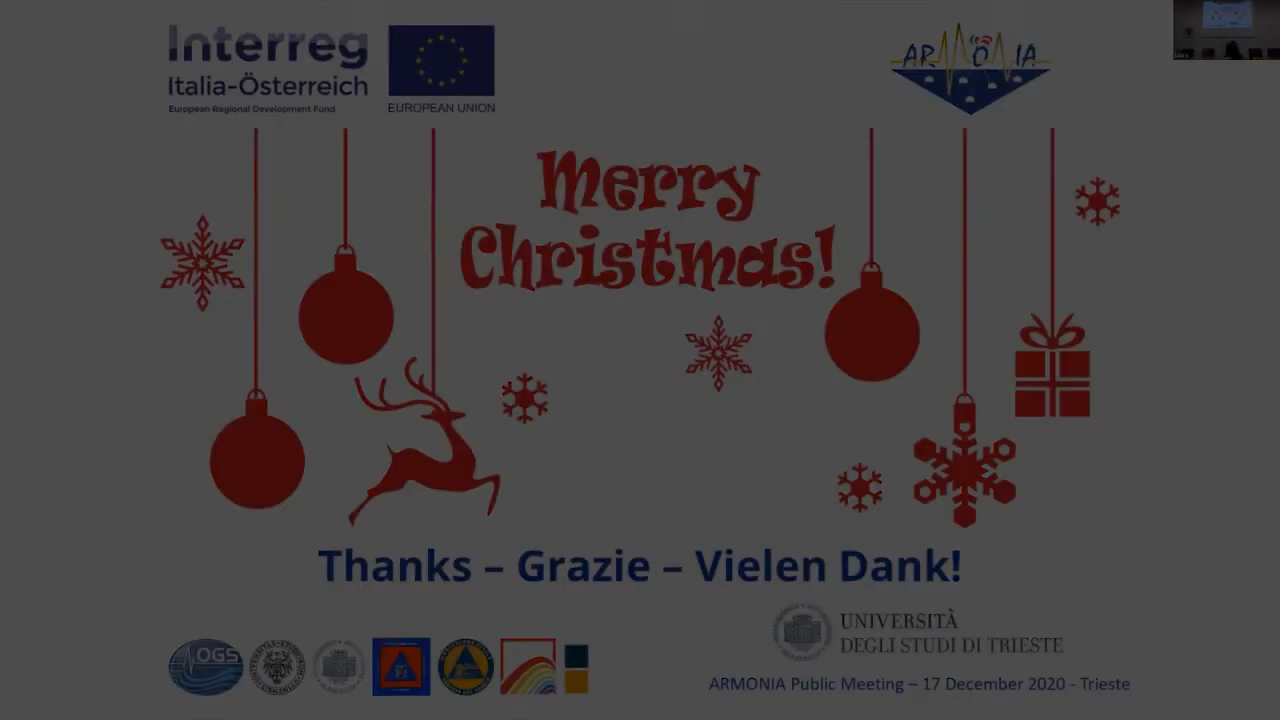 Interreg
Italia-Österreich
European Regional Development Fund
EUROPEAN UNION
ARMONIA
Merry
Christmas!
Thanks – Grazie – Vielen Dank!
OGS
UNIVERSITÀ
DEGLI STUDI DI TRIESTE
ARMONIA Public Meeting – 17 December 2020 - Trieste